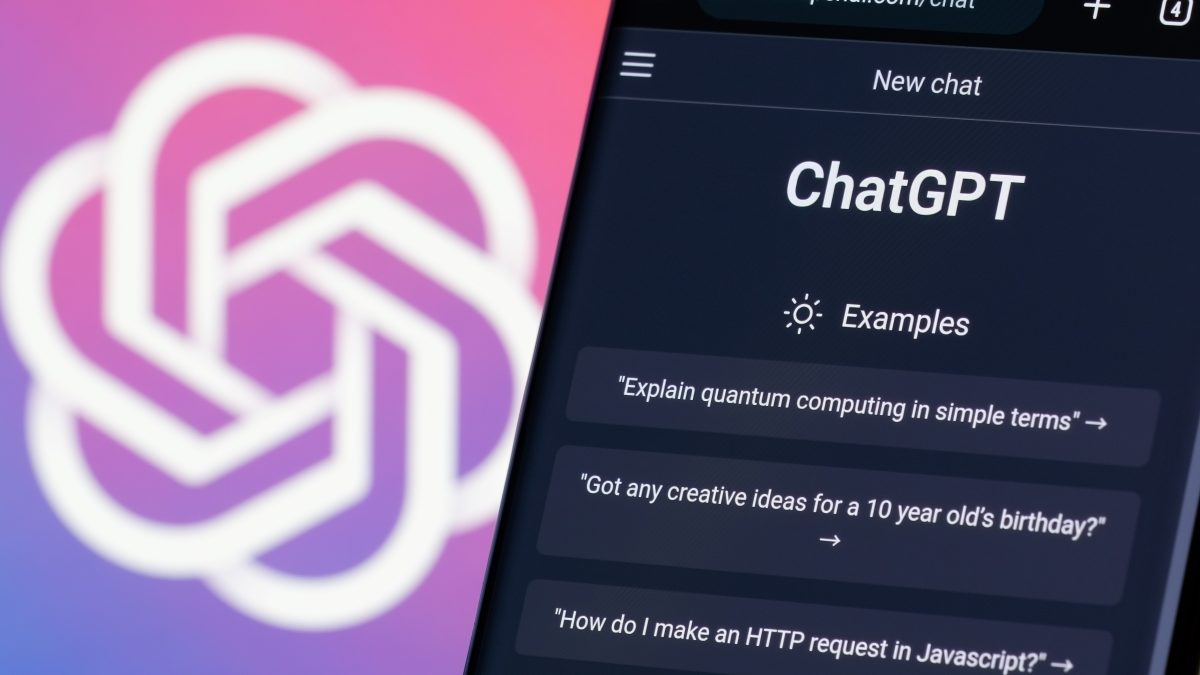 /chat
4
New chat
ChatGPT
Examples
"Explain quantum computing in simple terms" →
"Got any creative ideas for a 10 year old's birthday?"
→
"How do I make an HTTP request in Javascript?" →